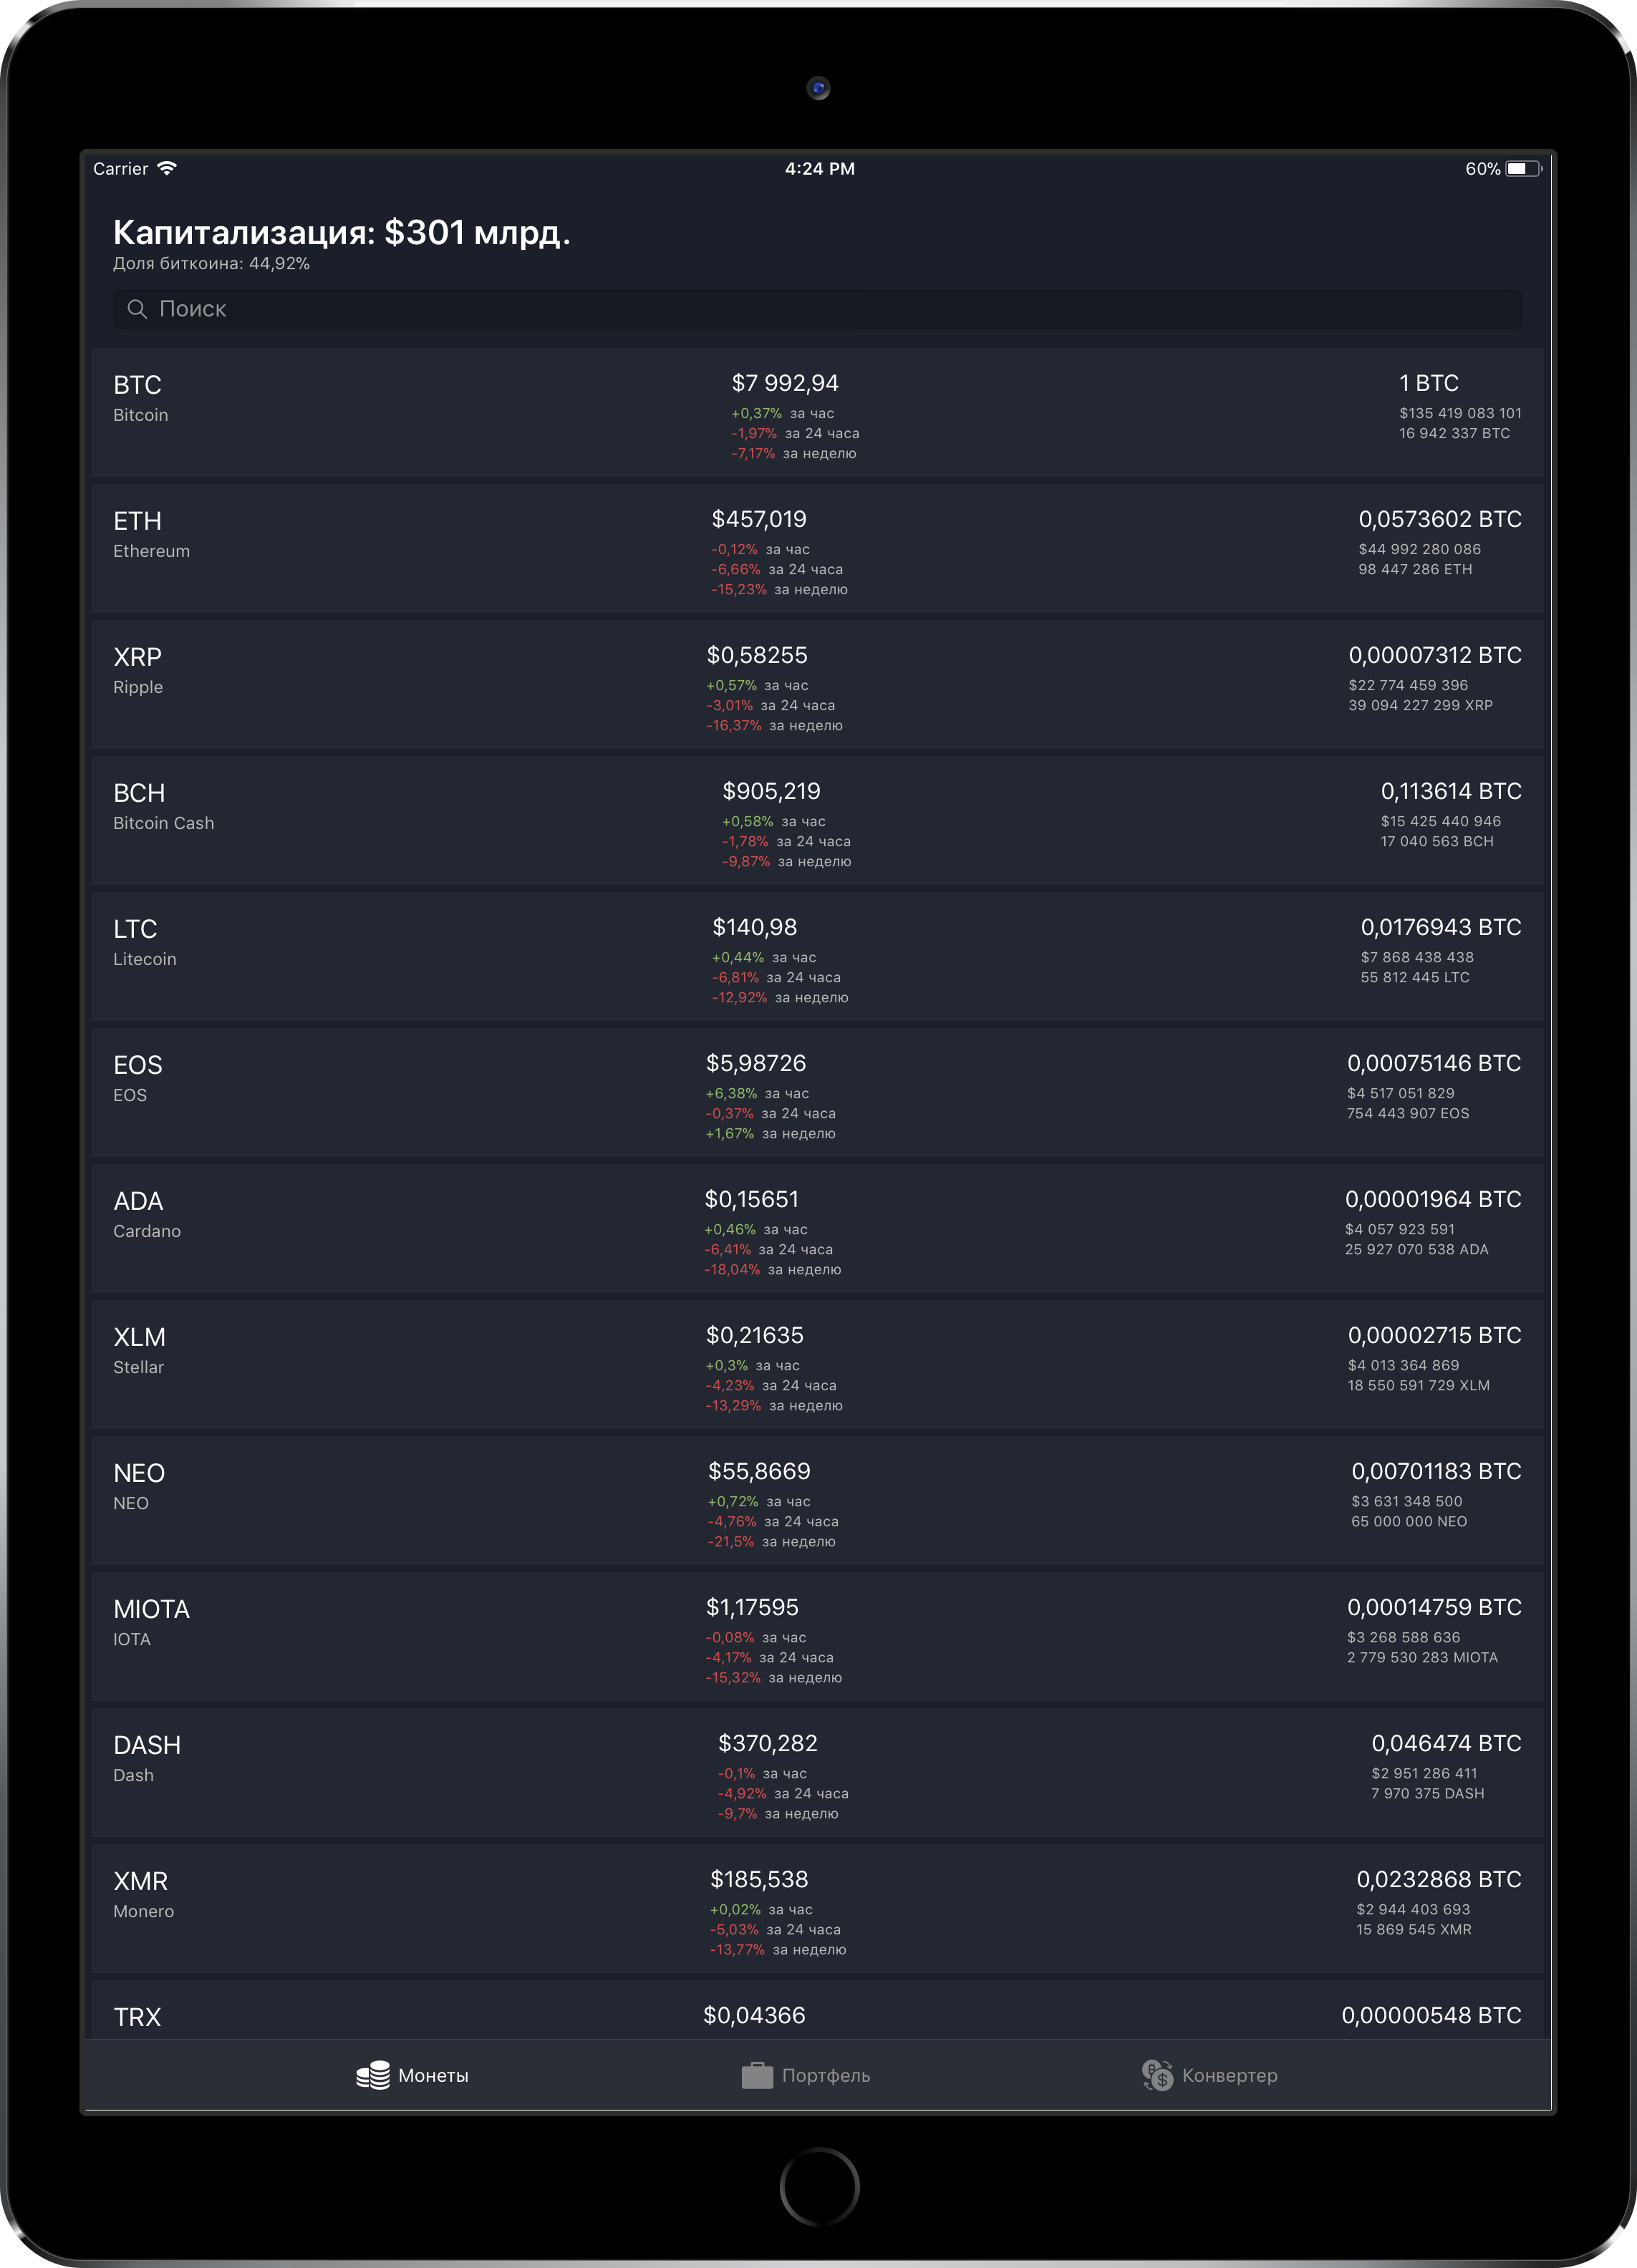 Carrier 4:24 PM 60%
Капитализация: $301 млрд.
Доля биткоина: 44,92%
Поиск
BTC $7 992,94 1 BTC
Bitcoin +0,37% за час $135 419 083 101
-1,97% за 24 часа 16 942 337 BTC
-7,17% за неделю
ETH $457,019 0,0573602 BTC
Ethereum -0,12% за час $44 992 280 086
-6,66% за 24 часа 98 447 286 ETH
-15,23% за неделю
XRP $0,58255 0,00007312 BTC
Ripple +0,57% за час $22 774 459 396
-3,01% за 24 часа 39 094 227 299 XRP
-16,37% за неделю
BCH $905,219 0,113614 BTC
Bitcoin Cash +0,58% за час $15 425 440 946
-1,78% за 24 часа 17 040 563 BCH
-9,87% за неделю
LTC $140,98 0,0176943 BTC
Litecoin +0,44% за час $7 868 438 438
-6,81% за 24 часа 55 812 445 LTC
-12,92% за неделю
EOS $5,98726 0,00075146 BTC
EOS +6,38% за час $4 517 051 829
-0,37% за 24 часа 754 443 907 EOS
+1,67% за неделю
ADA $0,15651 0,00001964 BTC
Cardano +0,46% за час $4 057 923 591
-6,41% за 24 часа 25 927 070 538 ADA
-18,04% за неделю
XLM $0,21635 0,00002715 BTC
Stellar +0,3% за час $4 013 364 869
-4,23% за 24 часа 18 550 591 729 XLM
-13,29% за неделю
NEO $55,8669 0,00701183 BTC
NEO +0,72% за час $3 631 348 500
-4,76% за 24 часа 65 000 000 NEO
-21,5% за неделю
MIOTA $1,17595 0,00014759 BTC
IOTA -0,08% за час $3 268 588 636
-4,17% за 24 часа 2 779 530 283 MIOTA
-15,32% за неделю
DASH $370,282 0,046474 BTC
Dash -0,1% за час $2 951 286 411
-4,92% за 24 часа 7 970 375 DASH
-9,7% за неделю
XMR $185,538 0,0232868 BTC
Monero +0,02% за час $2 944 403 693
-5,03% за 24 часа 15 869 545 XMR
-13,77% за неделю
TRX $0,04366 0,00000548 BTC
Монеты Портфель Конвертер